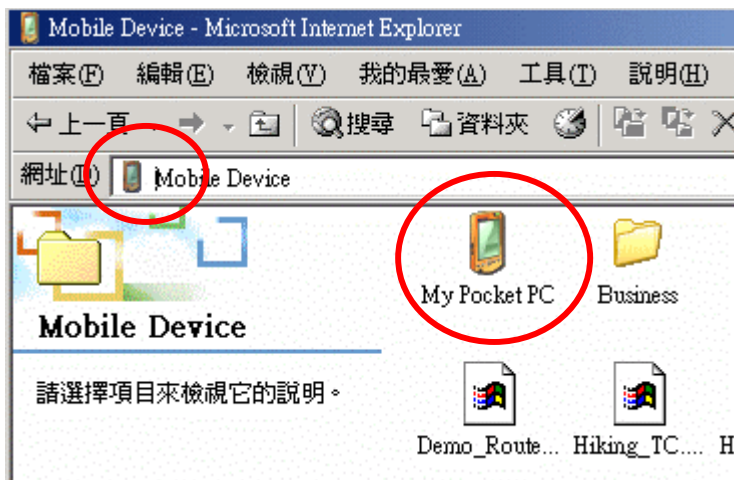 Mobile Device - Microsoft Internet Explorer
檔案(F) 編輯(E) 檢視(V) 我的最愛(A) 工具(T) 說明(H)
上一頁 搜尋 資料夾
網址(D) Mobile Device
My Pocket PC Business
Mobile Device
請選擇項目來檢視它的說明。
Demo_Route... Hiking_TC.... H